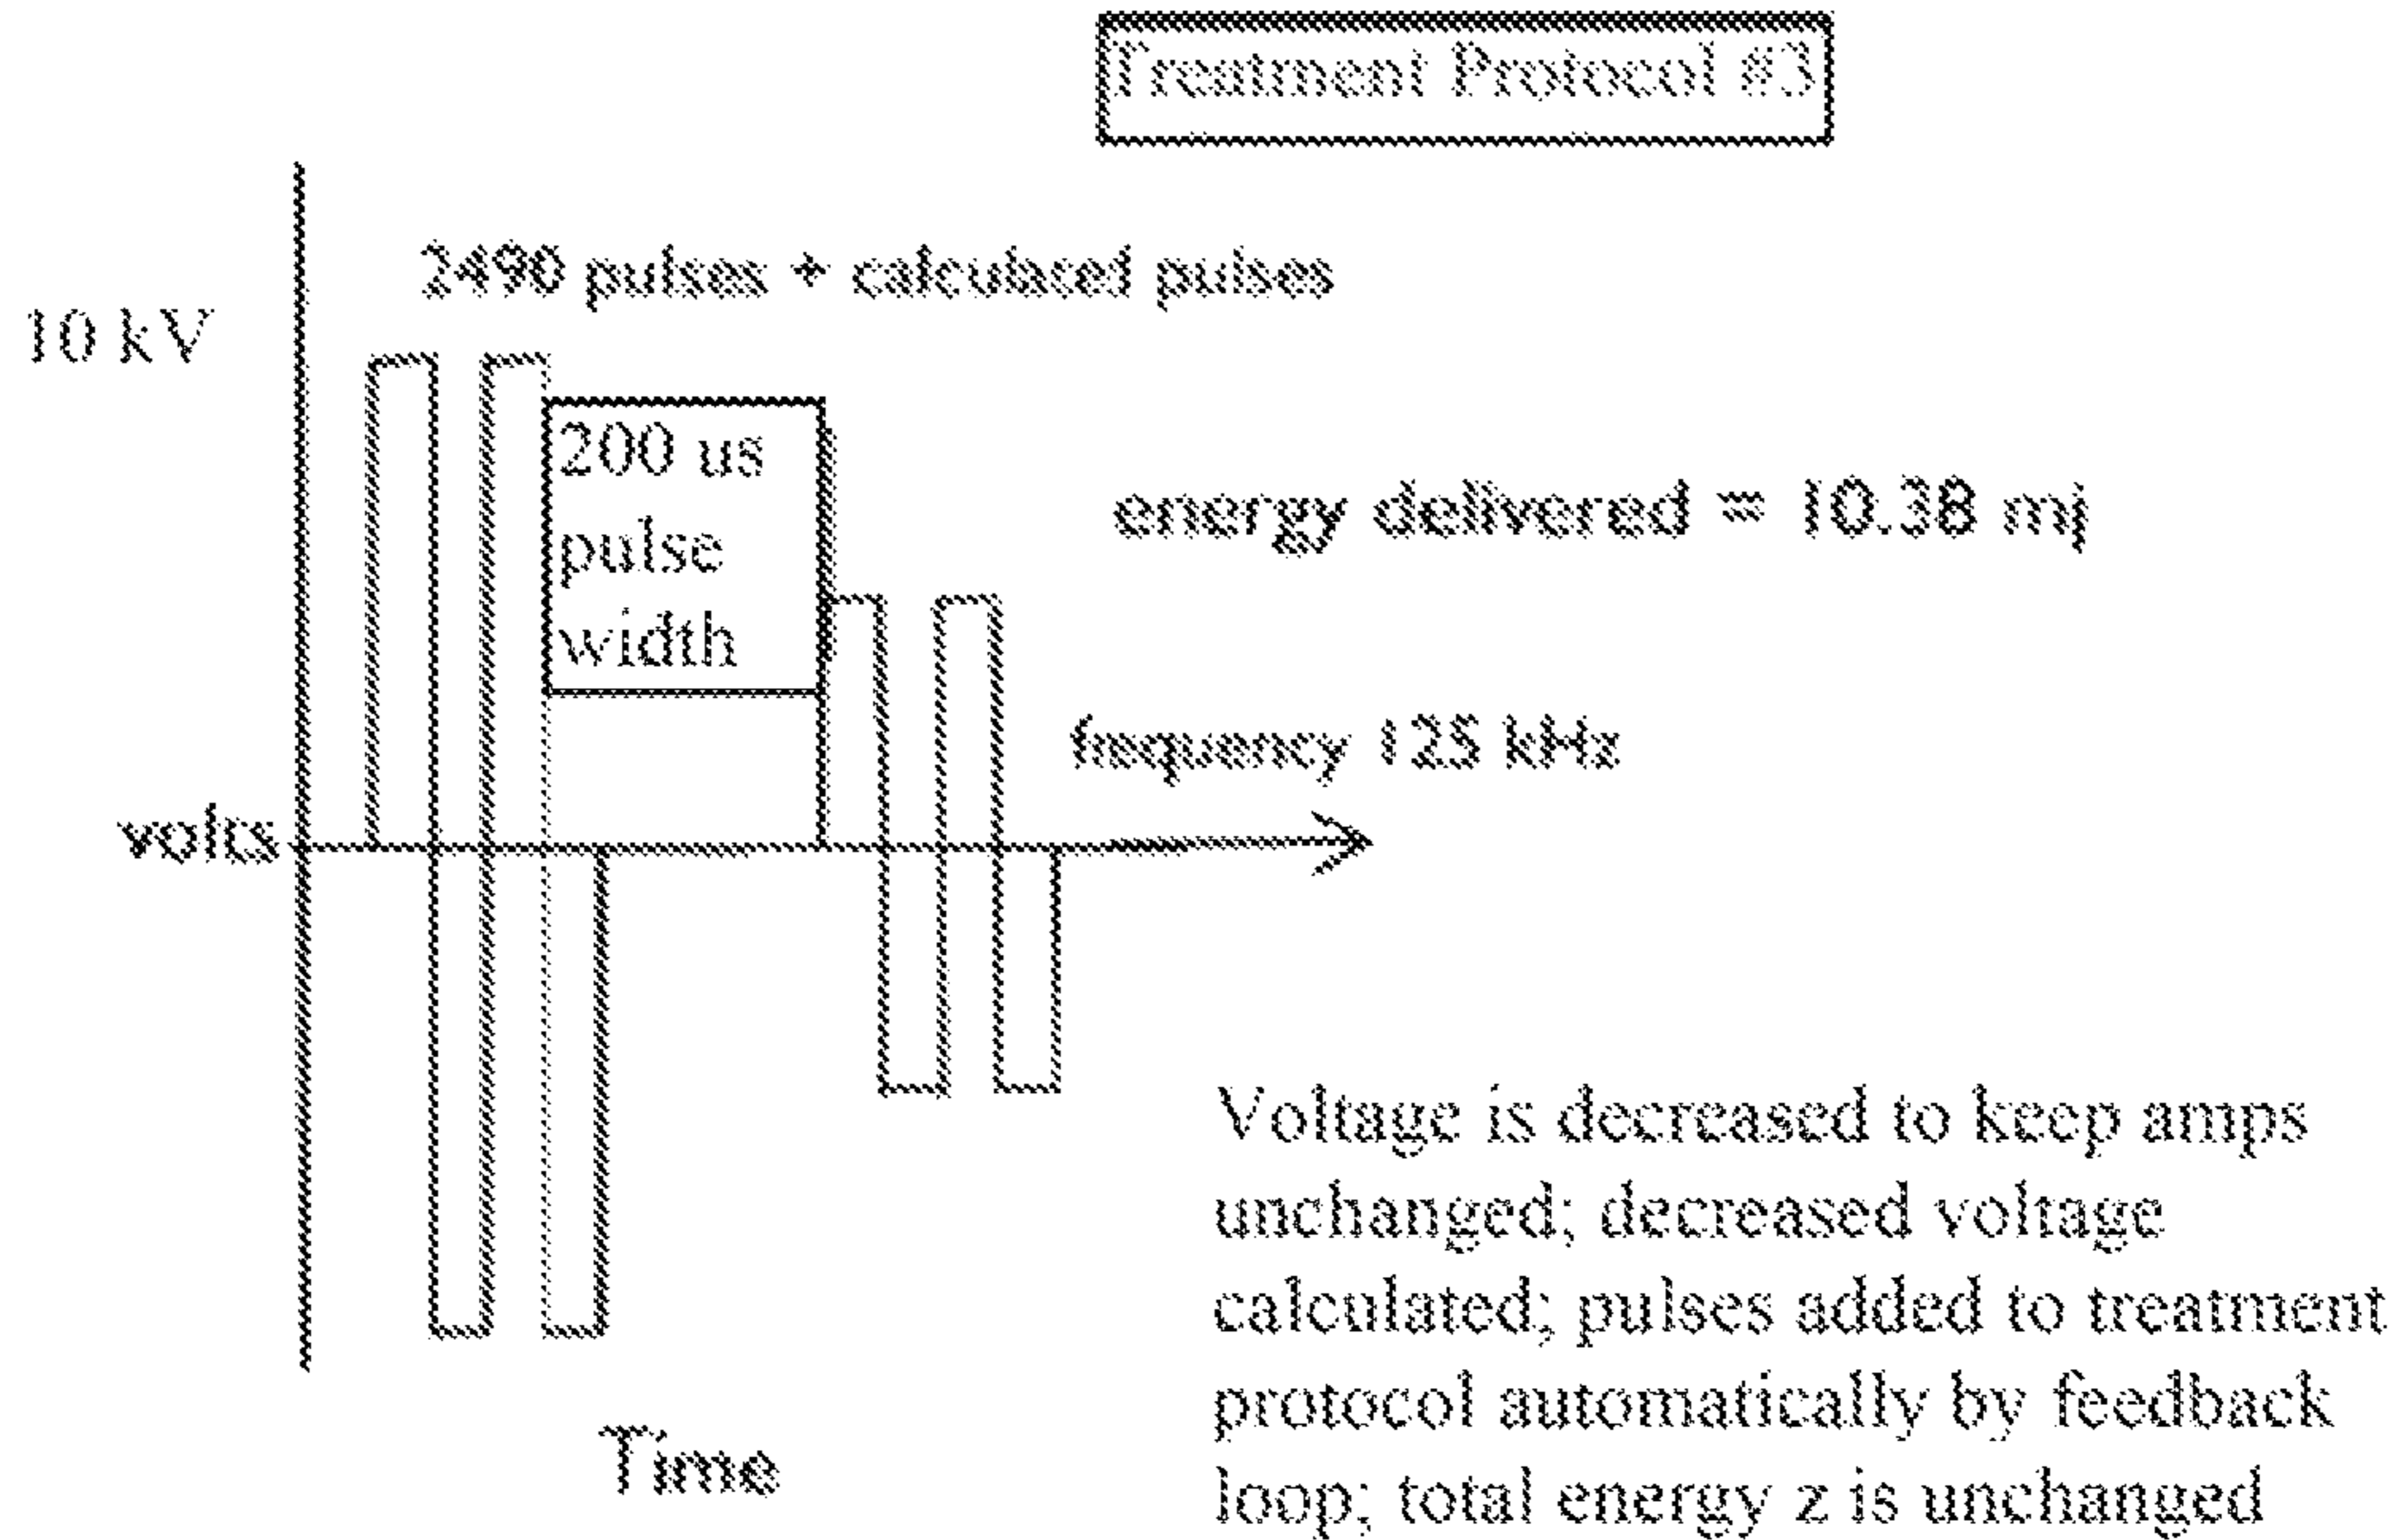 Treatment Protocol #3
2490 pulses + calculated pulses
10 kV
200 us
pulse
width
energy delivered = 10.38 mj
frequency 125 kHz
volts
Voltage is decreased to keep amps
unchanged; decreased voltage
calculated; pulses added to treatment
protocol automatically by feedback
loop; total energy z is unchanged
Time